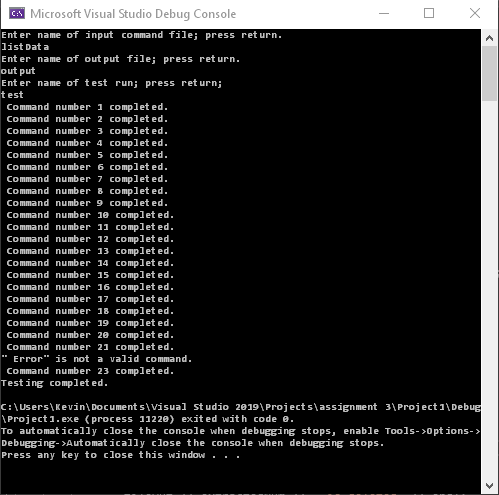 Microsoft Visual Studio Debug Console
Enter name of input command file; press return.
listData
Enter name of output file; press return.
output
Enter name of test run; press return;
test
Command number 1 completed.
Command number 2 completed.
Command number 3 completed.
Command number 4 completed.
Command number 5 completed.
Command number 6 completed.
Command number 7 completed.
Command number 8 completed.
Command number 9 completed.
Command number 10 completed.
Command number 11 completed.
Command number 12 completed.
Command number 13 completed.
Command number 14 completed.
Command number 15 completed.
Command number 16 completed.
Command number 17 completed.
Command number 18 completed.
Command number 19 completed.
Command number 20 completed.
Command number 21 completed.
" Error" is not a valid command.
Command number 23 completed.
Testing completed.
C:\Users\Kevin\Documents\Visual Studio 2019\Projects\assignment 3\Project1\Debug
\Project1.exe (process 11220) exited with code 0.
To automatically close the console when debugging stops, enable Tools->Options->
Debugging->Automatically close the console when debugging stops.
Press any key to close this window . . .